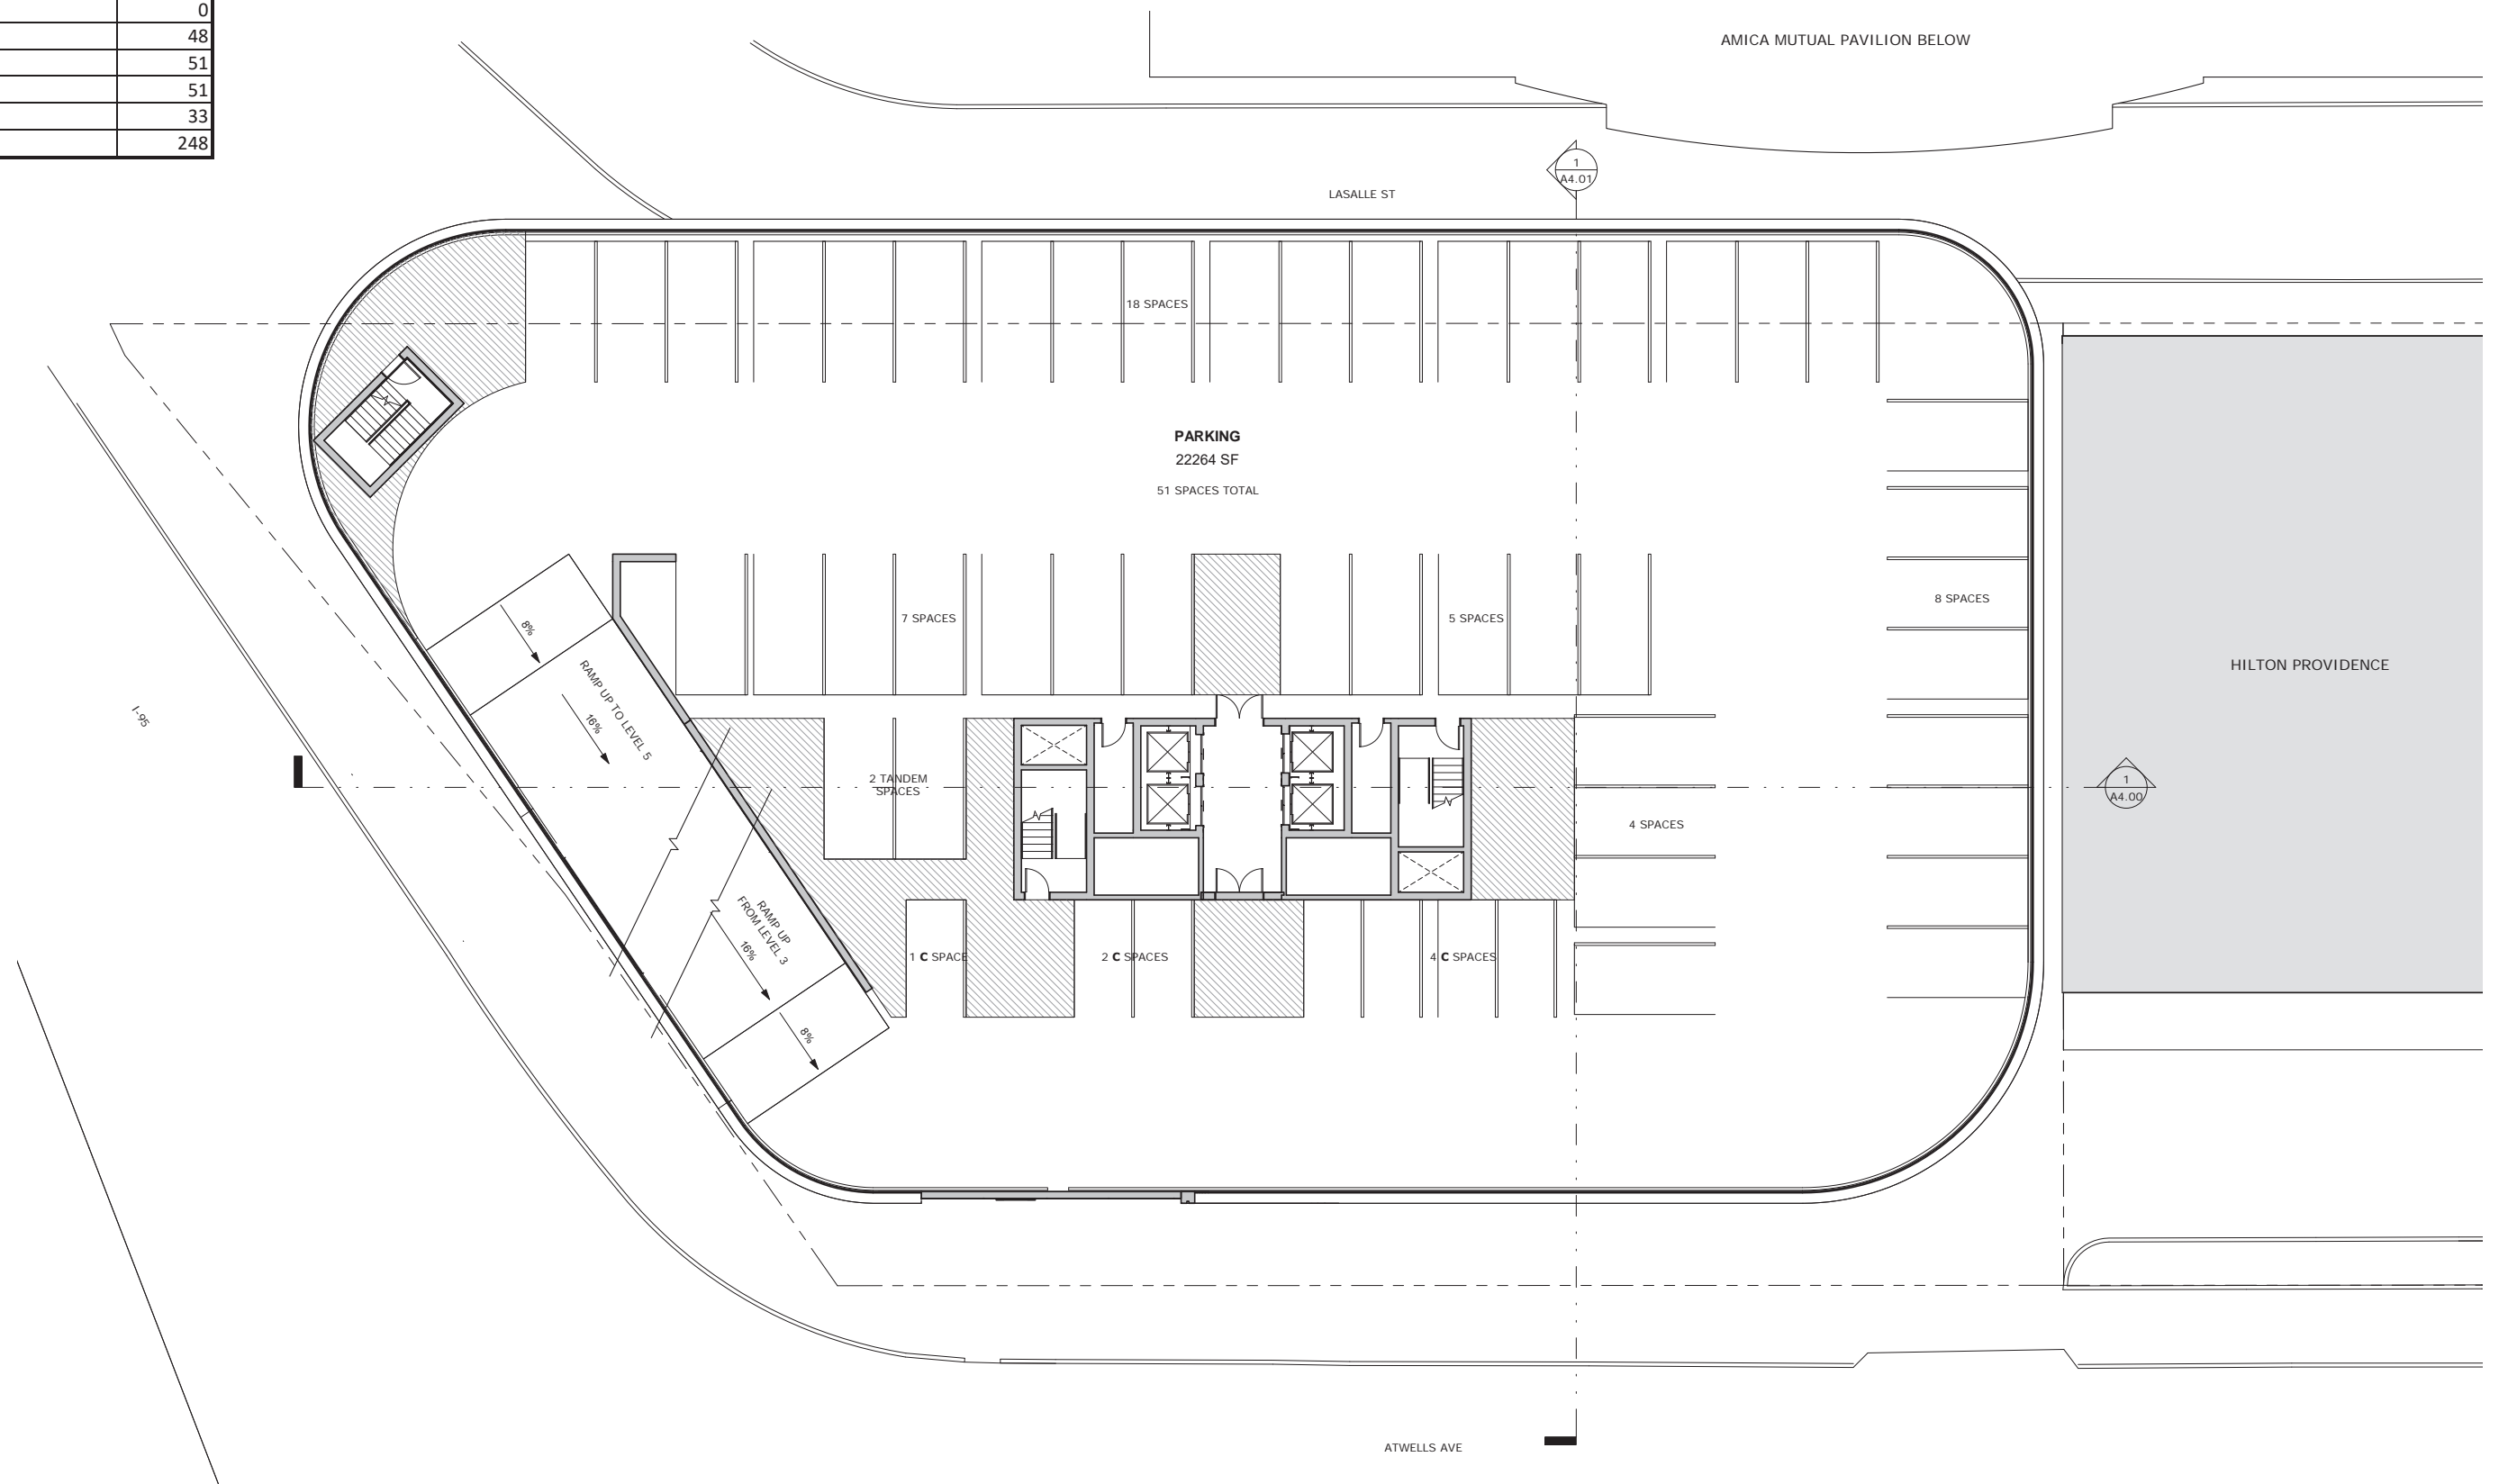 0
48
51
51
33
248
AMICA MUTUAL PAVILION BELOW
1
A4.01
LASALLE ST
18 SPACES
PARKING
22264 SF
51 SPACES TOTAL
8%
7 SPACES
5 SPACES
8 SPACES
RAMP UP TO LEVEL 5
16%
HILTON PROVIDENCE
I-95
2 TANDEM
SPACES
1
A4.00
4 SPACES
RAMP UP
FROM LEVEL 3
16%
1 C SPACE
2 C SPACES
4 C SPACES
8%
ATWELLS AVE